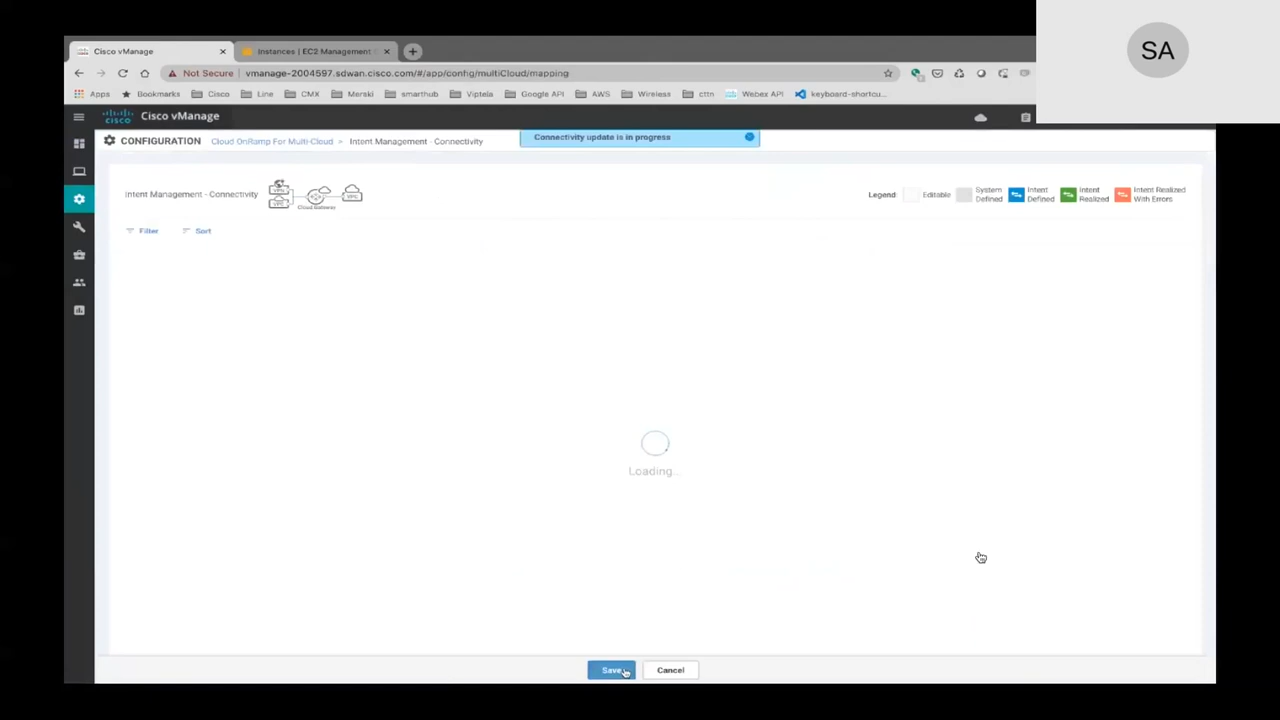 SA
Cisco vManage
Instances | EC2 Management
Not Secure | vmanage-2004597.sdwan.cisco.com/#/app/config/multiCloud/mapping
Apps Bookmarks Cisco Line CMX Merski smarthub Viptela Google API AWS Wireless cttn Webex API keyboard-shortcu...
CISCO Cisco vManage
CONFIGURATION Cloud OnRamp For Multi-Cloud > Intent Management - Connectivity
Connectivity update is in progress
Intent Management - Connectivity
Cloud Gateway
Legend: Editable System Defined Intent Defined Intent Realized Intent Realized With Errors
Filter Sort
Loading...
Save Cancel